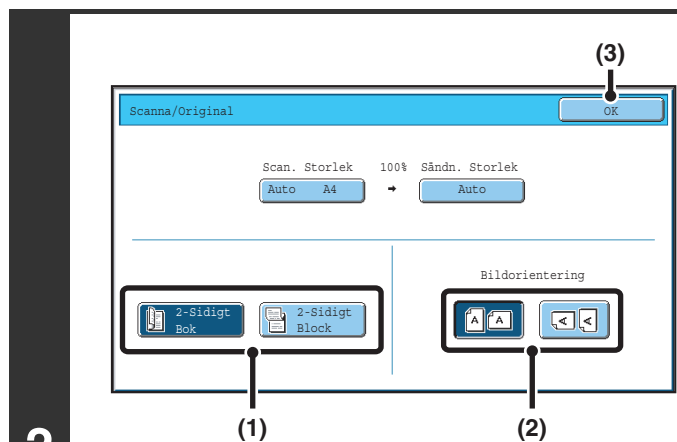 (3)
Scanna/Original
OK
Scan. Storlek 100% Sändn. Storlek
Auto A4 → Auto
Bildorientering
2-Sidigt
Bok
2-Sidigt
Block
A A A A
(1)
(2)